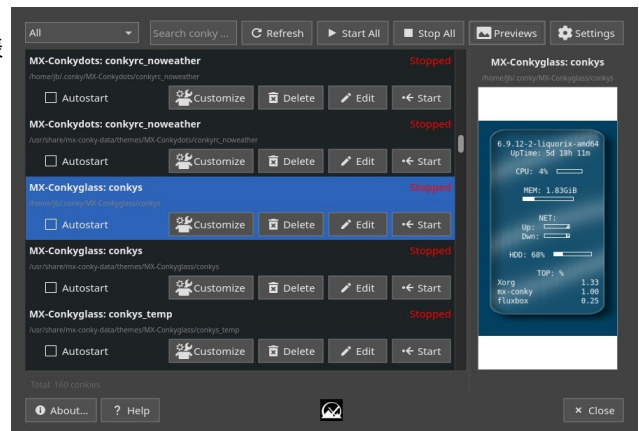 All
Search conky ...
Refresh
Start All
Stop All
Previews
Settings
MX-Conkydots: conkyrc_noweather
Stopped
/home/jb/.conky/MX-Conkydots/conkyrc_noweather
Autostart
Customize
Delete
Edit
Start
MX-Conkydots: conkyrc_noweather
Stopped
/usr/share/mx-conky-data/themes/MX-Conkydots/conkyrc_noweather
Autostart
Customize
Delete
Edit
Start
MX-Conkyglass: conkys
Stopped
/home/jb/.conky/MX-Conkyglass/conkys
Autostart
Customize
Delete
Edit
Start
MX-Conkyglass: conkys
Stopped
/usr/share/mx-conky-data/themes/MX-Conkyglass/conkys
Autostart
Customize
Delete
Edit
Start
MX-Conkyglass: conkys_temp
Stopped
/usr/share/mx-conky-data/themes/MX-Conkyglass/conkys_temp
Autostart
Customize
Delete
Edit
Start
Total: 160 conkies
MX-Conkyglass: conkys
/home/jb/.conky/MX-Conkyglass/conkys
6.9.12-2-liquorix-amd64
UpTime: 5d 18h 11m
CPU: 4%
MEM: 1.83GiB
NET:
Up:
Dwn:
HDD: 68%
TOP: %
Xorg 1.33
mx-conky 1.00
fluxbox 0.25
About...
? Help
Close